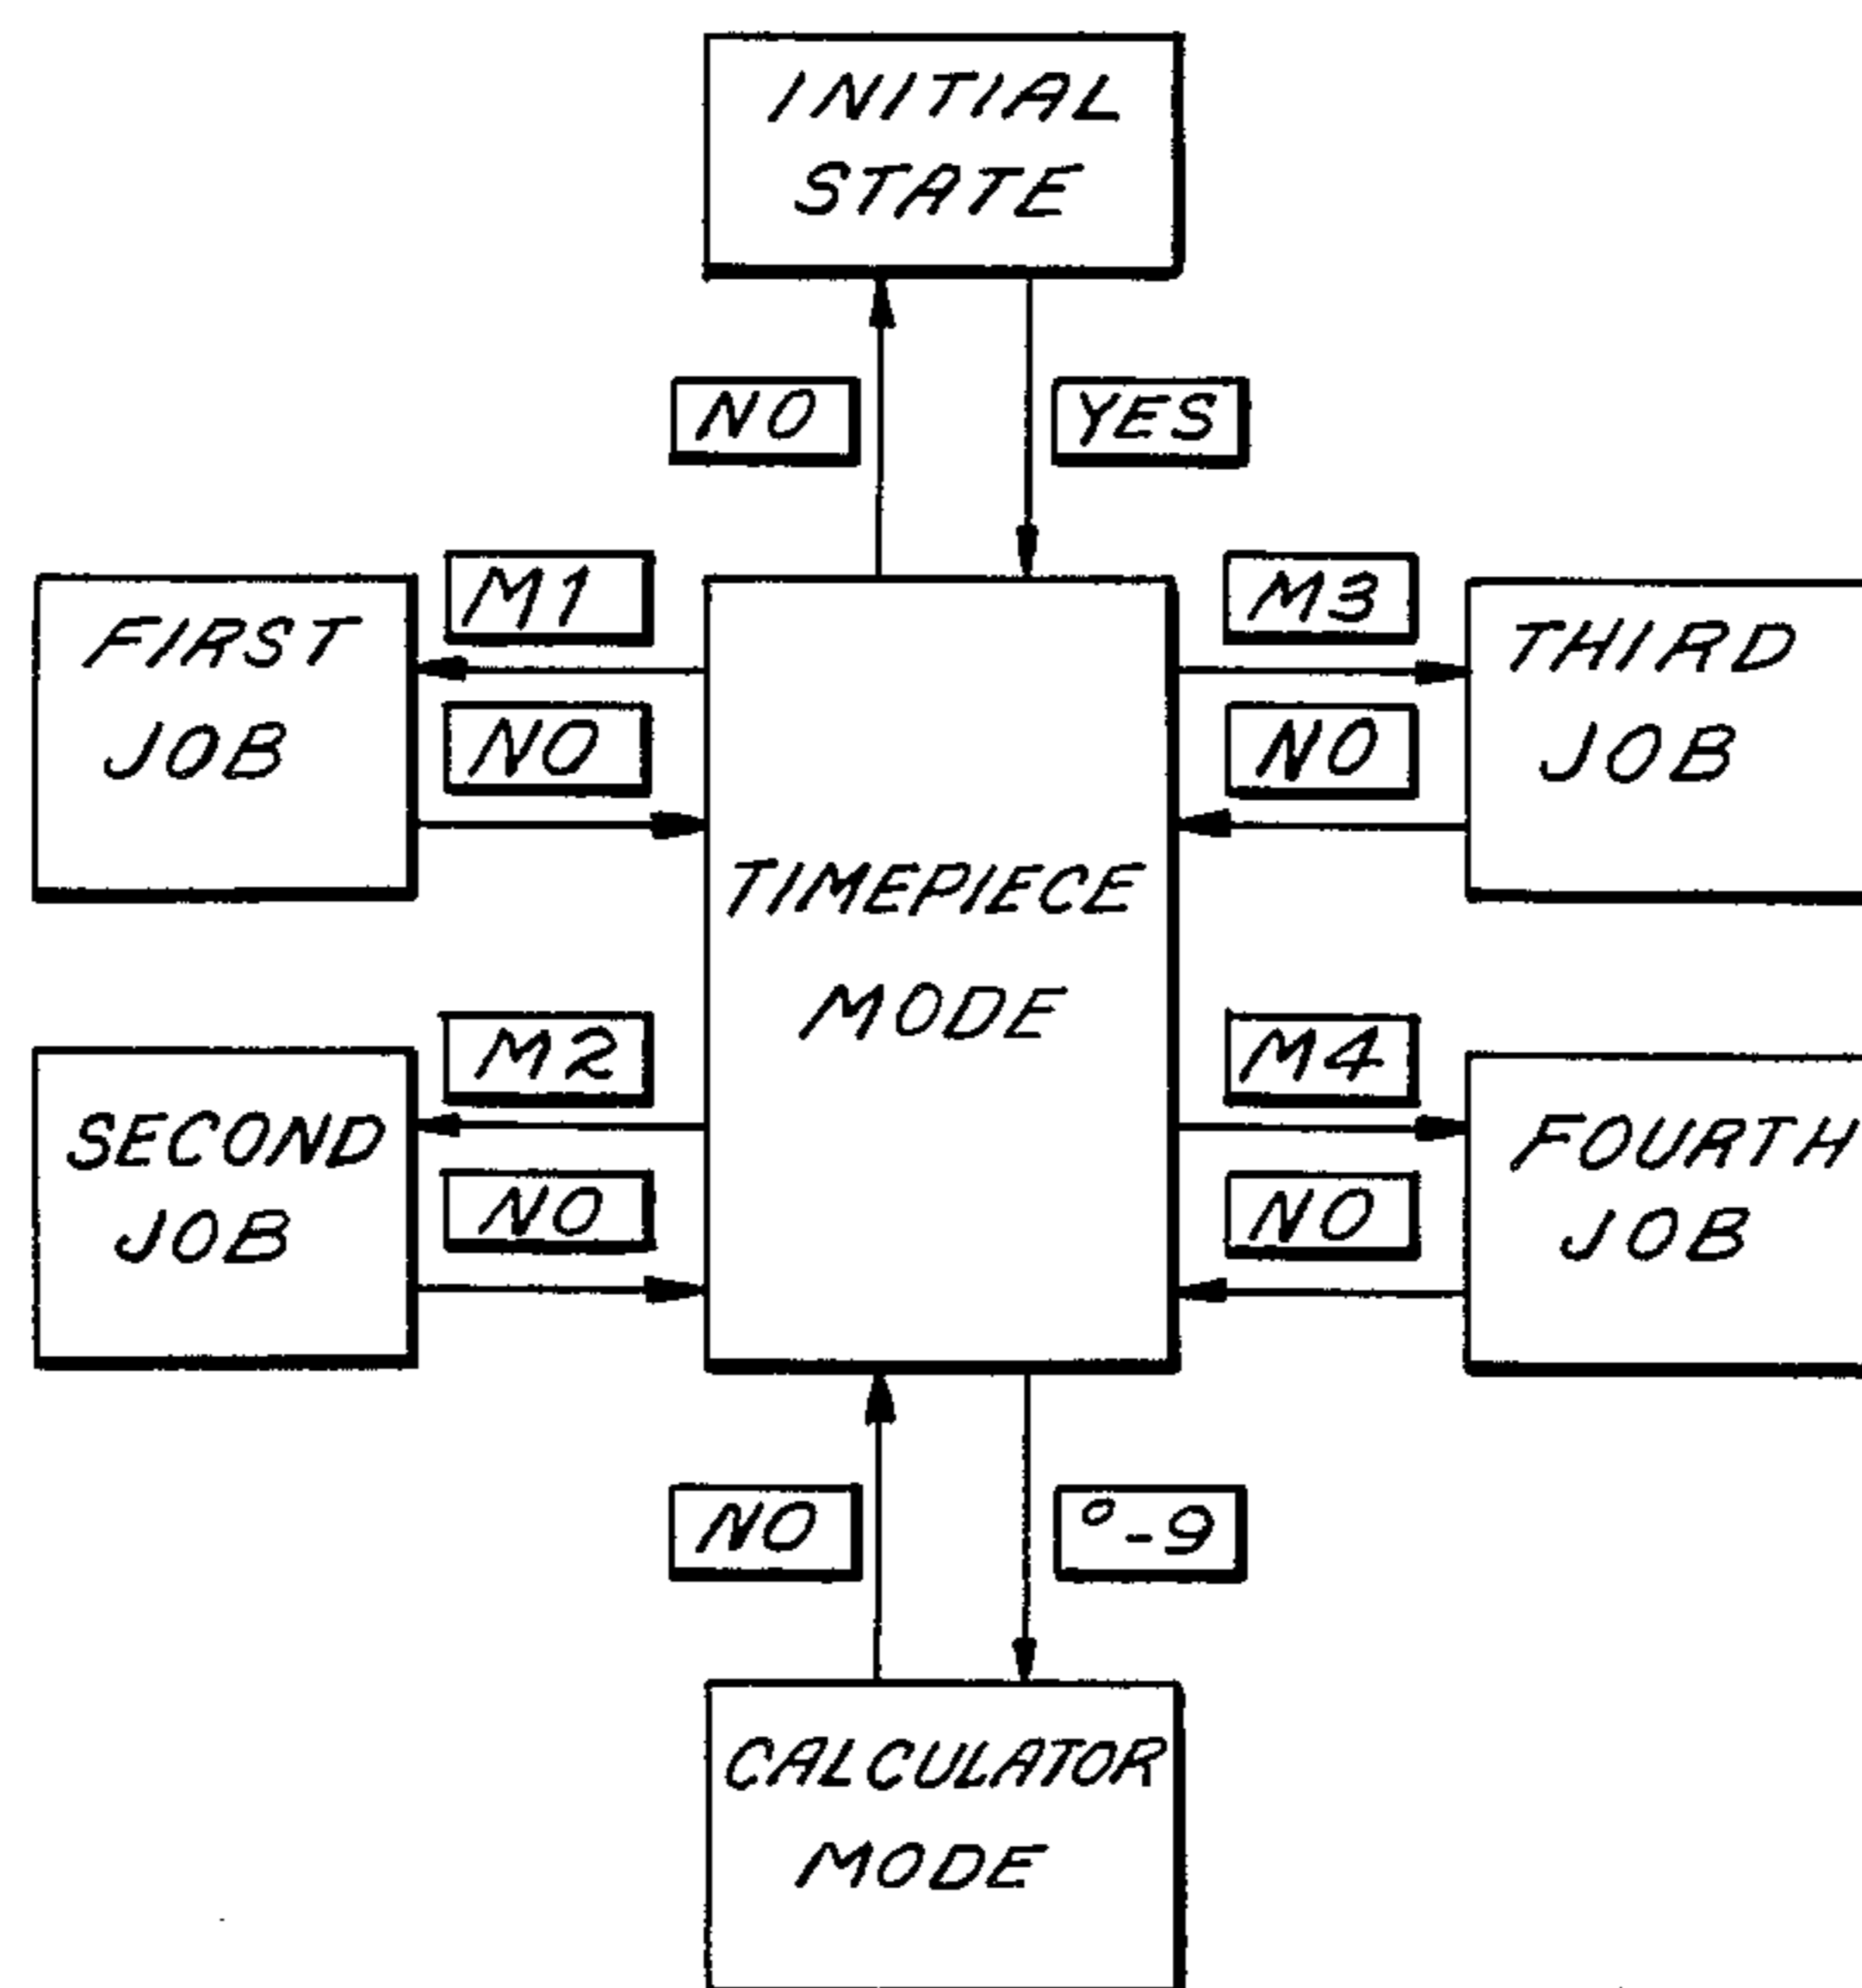 INITIAL
STATE
NO
YES
FIRST
JOB
M1
NO
TIMEPIECE
MODE
M3
NO
THIRD
JOB
SECOND
JOB
M2
NO
M4
NO
FOURTH
JOB
NO
0-9
CALCULATOR
MODE